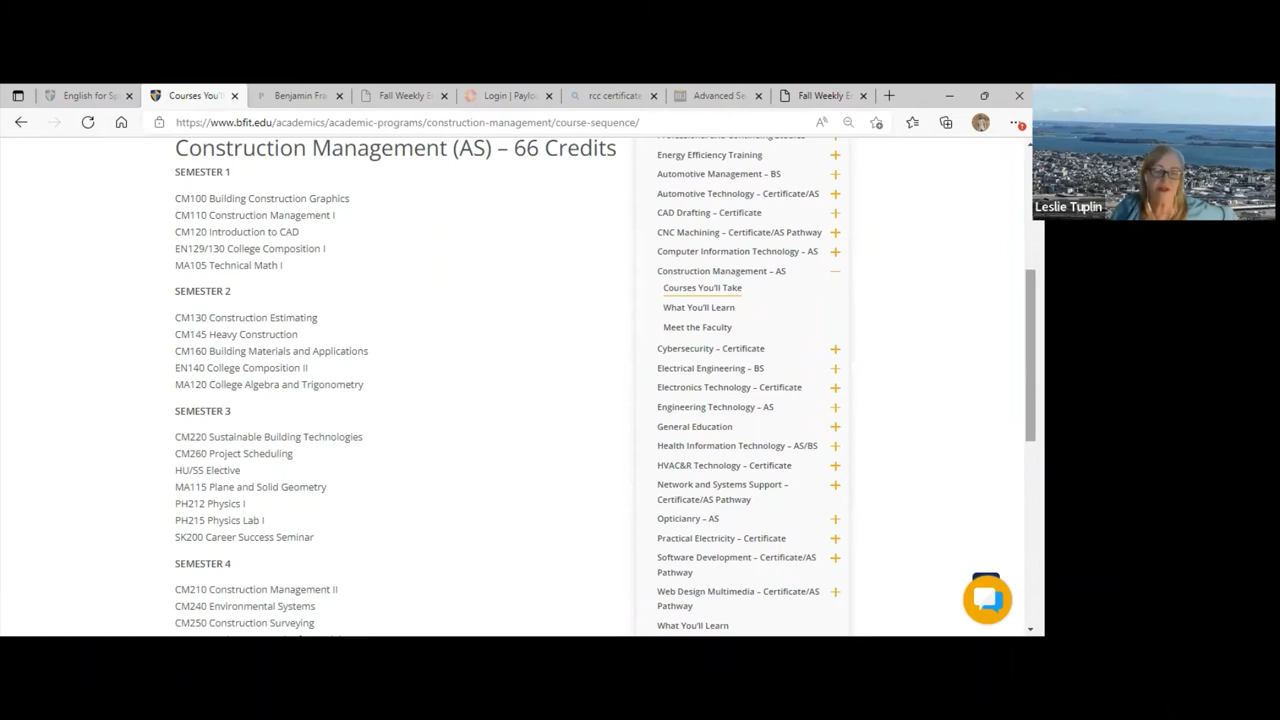 English for Sp
Courses You'l
Benjamin Fra
Fall Weekly E
Login | Paylo
rcc certificate
Advanced Se
Fall Weekly E
https://www.bfit.edu/academics/academic-programs/construction-management/course-sequence/
Construction Management (AS) – 66 Credits
SEMESTER 1
CM100 Building Construction Graphics
CM110 Construction Management I
CM120 Introduction to CAD
EN129/130 College Composition I
MA105 Technical Math I
SEMESTER 2
CM130 Construction Estimating
CM145 Heavy Construction
CM160 Building Materials and Applications
EN140 College Composition II
MA120 College Algebra and Trigonometry
SEMESTER 3
CM220 Sustainable Building Technologies
CM260 Project Scheduling
HU/SS Elective
MA115 Plane and Solid Geometry
PH212 Physics I
PH215 Physics Lab I
SK200 Career Success Seminar
SEMESTER 4
CM210 Construction Management II
CM240 Environmental Systems
CM250 Construction Surveying
Energy Efficiency Training
Automotive Management – BS
Automotive Technology – Certificate/AS
CAD Drafting – Certificate
CNC Machining – Certificate/AS Pathway
Computer Information Technology – AS
Construction Management – AS
Courses You'll Take
What You'll Learn
Meet the Faculty
Cybersecurity – Certificate
Electrical Engineering – BS
Electronics Technology – Certificate
Engineering Technology – AS
General Education
Health Information Technology – AS/BS
HVAC&R Technology – Certificate
Network and Systems Support –
Certificate/AS Pathway
Opticianry – AS
Practical Electricity – Certificate
Software Development – Certificate/AS
Pathway
Web Design Multimedia – Certificate/AS
Pathway
What You'll Learn
Leslie Tuplin